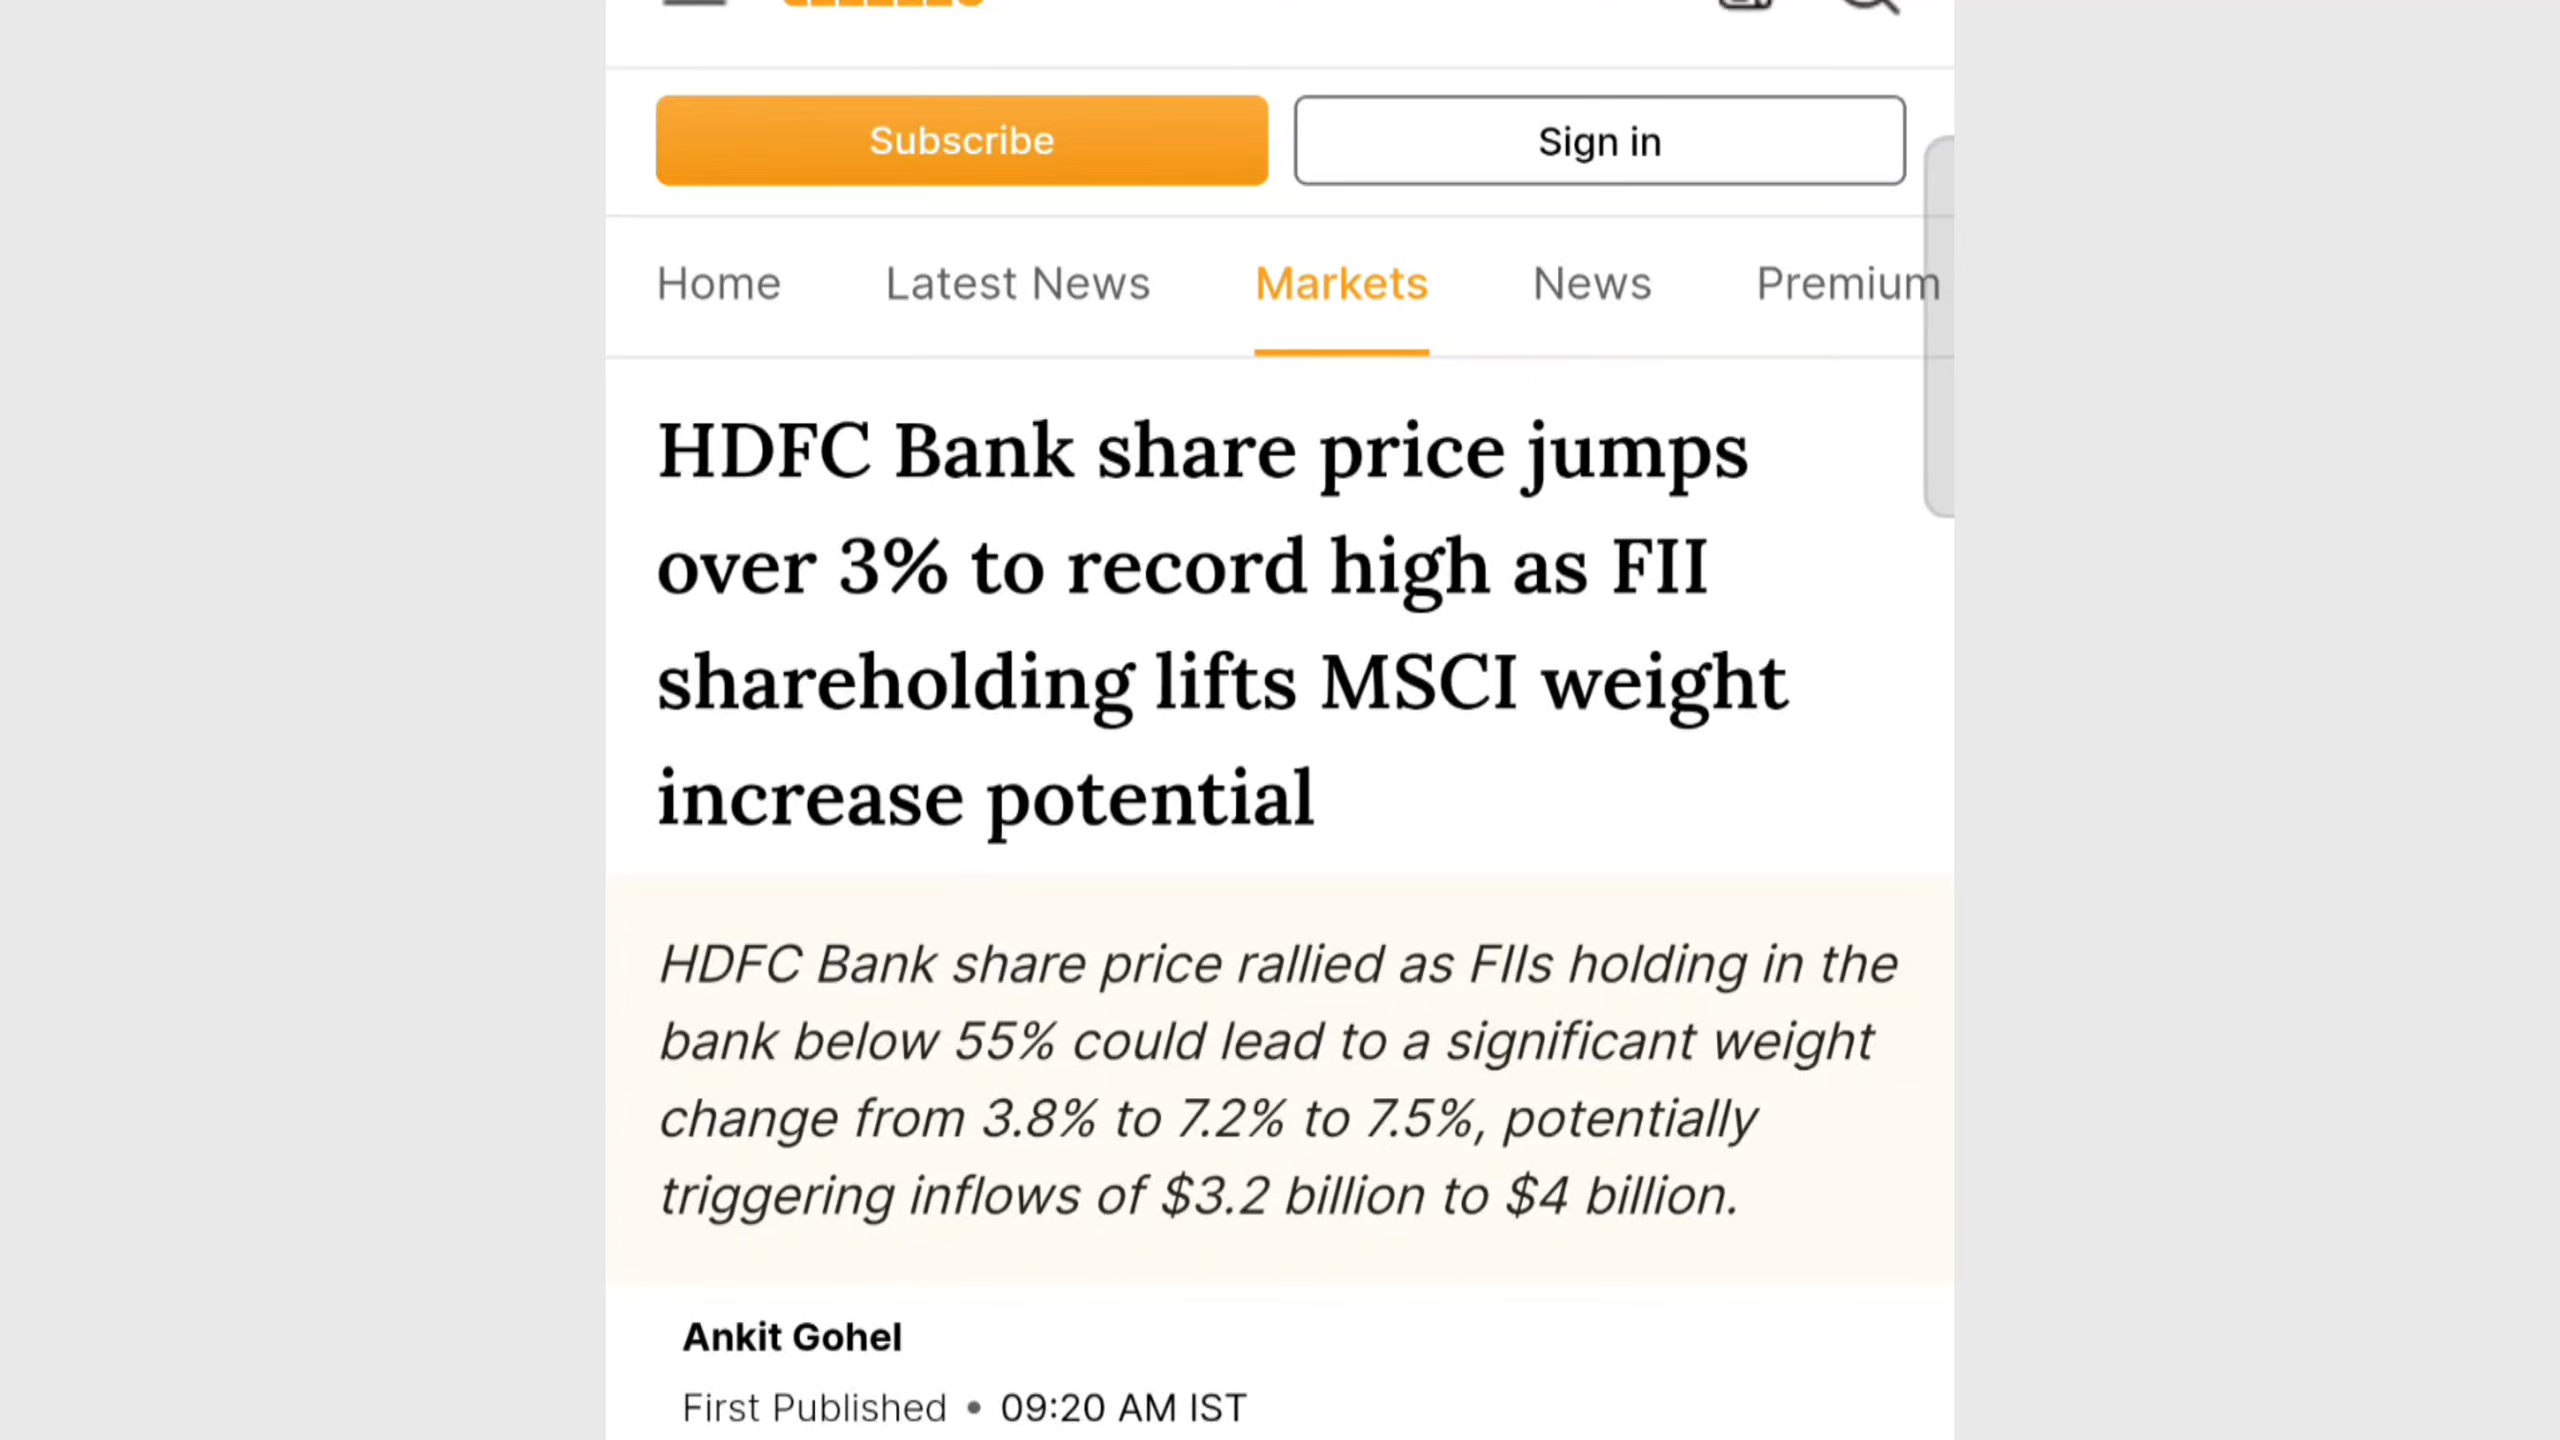 Subscribe
Sign in
Home
Latest News
Markets
News
Premium
HDFC Bank share price jumps
over 3% to record high as FII
shareholding lifts MSCI weight
increase potential
HDFC Bank share price rallied as FIIs holding in the
bank below 55% could lead to a significant weight
change from 3.8% to 7.2% to 7.5%, potentially
triggering inflows of $3.2 billion to $4 billion.
Ankit Gohel
First Published • 09:20 AM IST